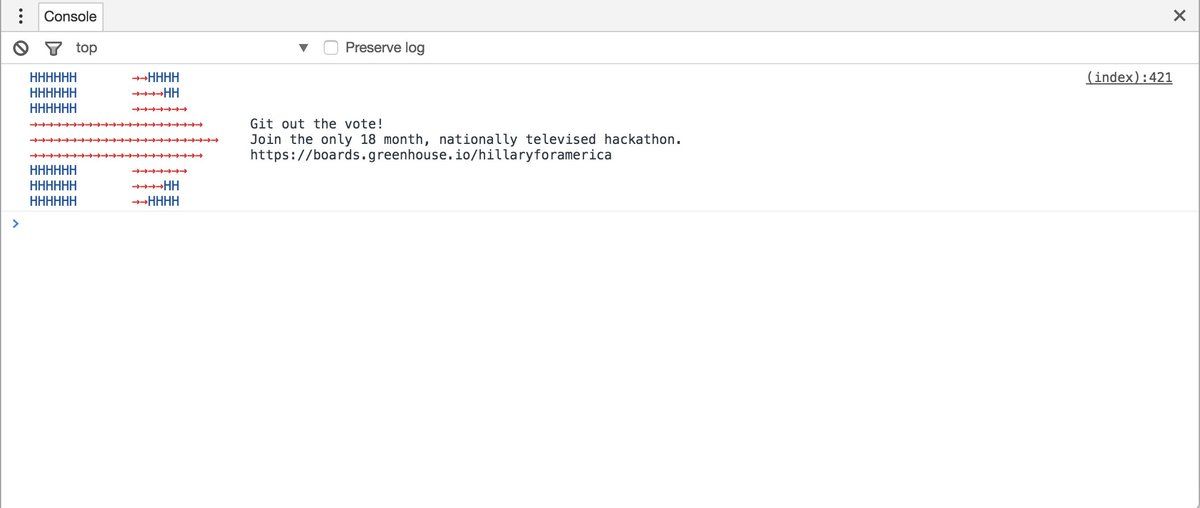 Console
top Preserve log
HHHHHH →→HHHH (index):421
HHHHHH →→→→HH
HHHHHH →→→→→→→
→→→→→→→→→→→→→→→→→→→→→→ Git out the vote!
→→→→→→→→→→→→→→→→→→→→→→→→ Join the only 18 month, nationally televised hackathon.
→→→→→→→→→→→→→→→→→→→→→→ https://boards.greenhouse.io/hillaryforamerica
HHHHHH →→→→→→→
HHHHHH →→→→HH
HHHHHH →→HHHH